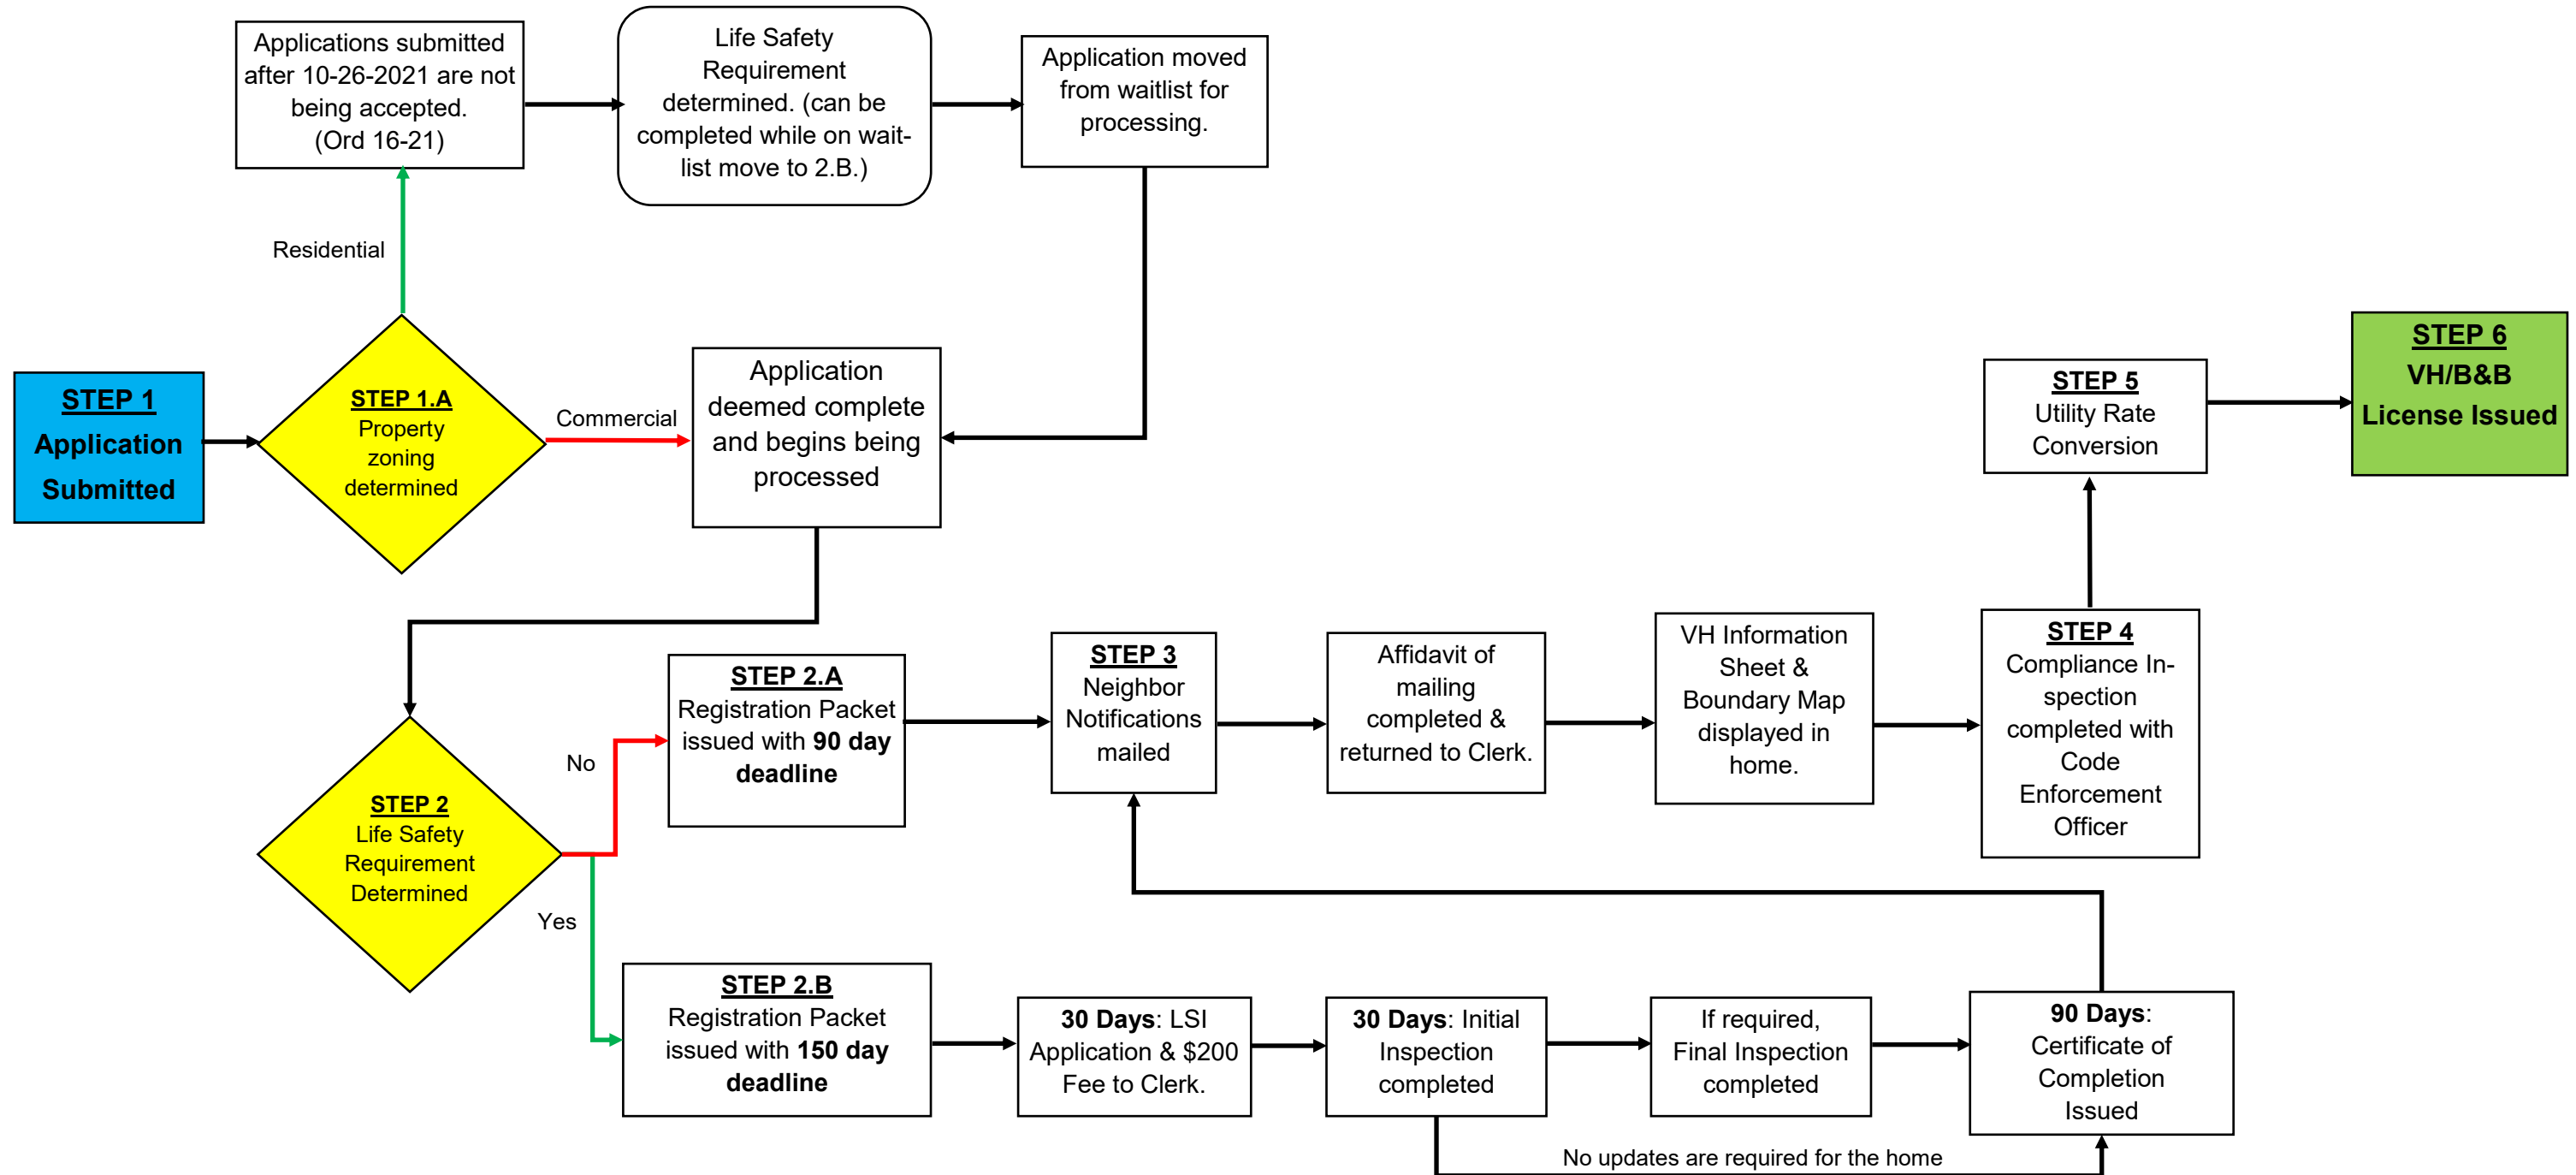 Applications submitted
after 10-26-2021 are not
being accepted.
(Ord 16-21)
Life Safety
Requirement
determined. (can be
completed while on wait-
list move to 2.B.)
Application moved
from waitlist for
processing.
Residential
STEP 1
Application
Submitted
STEP 1.A
Property
zoning
determined
Commercial
Application
deemed complete
and begins being
processed
STEP 5
Utility Rate
Conversion
STEP 6
VH/B&B
License Issued
STEP 2
Life Safety
Requirement
Determined
No
Yes
STEP 2.A
Registration Packet
issued with 90 day
deadline
STEP 3
Neighbor
Notifications
mailed
Affidavit of
mailing
completed &
returned to Clerk.
VH Information
Sheet &
Boundary Map
displayed in
home.
STEP 4
Compliance In-
spection
completed with
Code
Enforcement
Officer
STEP 2.B
Registration Packet
issued with 150 day
deadline
30 Days: LSI
Application & $200
Fee to Clerk.
30 Days: Initial
Inspection
completed
If required,
Final Inspection
completed
90 Days:
Certificate of
Completion
Issued
No updates are required for the home